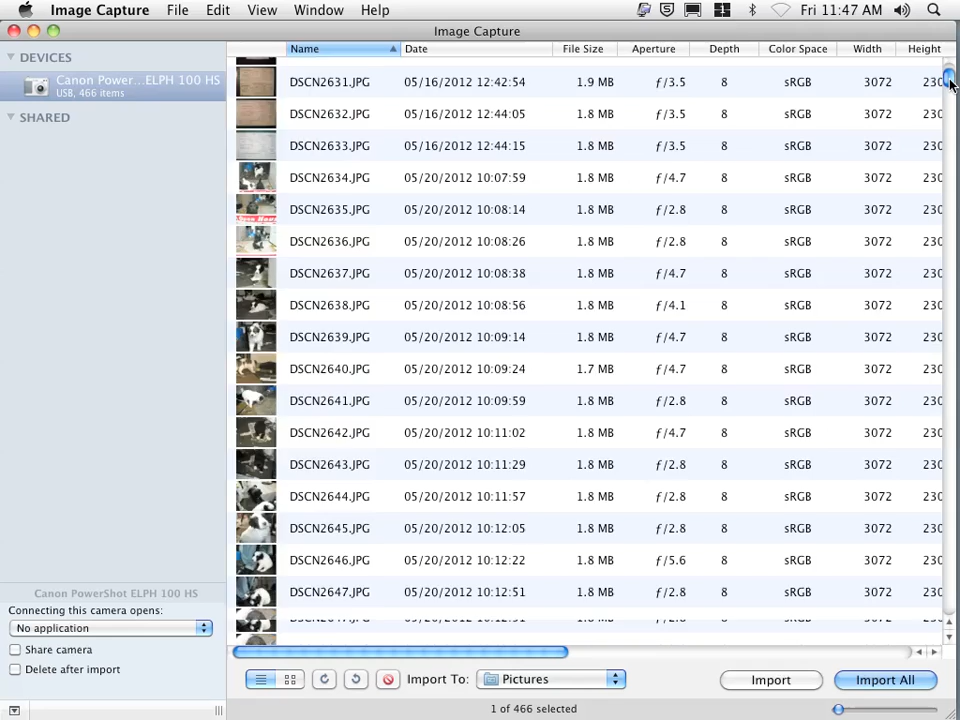 Image Capture File Edit View Window Help Fri 11:47 AM
Image Capture
DEVICES
Canon Power...ELPH 100 HS
USB, 466 items
SHARED
Name Date File Size Aperture Depth Color Space Width Height
DSCN2631.JPG 05/16/2012 12:42:54 1.9 MB ƒ/3.5 8 sRGB 3072 230
DSCN2632.JPG 05/16/2012 12:44:05 1.8 MB ƒ/3.5 8 sRGB 3072 230
DSCN2633.JPG 05/16/2012 12:44:15 1.8 MB ƒ/3.5 8 sRGB 3072 230
DSCN2634.JPG 05/20/2012 10:07:59 1.8 MB ƒ/4.7 8 sRGB 3072 230
DSCN2635.JPG 05/20/2012 10:08:14 1.8 MB ƒ/2.8 8 sRGB 3072 230
DSCN2636.JPG 05/20/2012 10:08:26 1.8 MB ƒ/2.8 8 sRGB 3072 230
DSCN2637.JPG 05/20/2012 10:08:38 1.8 MB ƒ/4.7 8 sRGB 3072 230
DSCN2638.JPG 05/20/2012 10:08:56 1.8 MB ƒ/4.1 8 sRGB 3072 230
DSCN2639.JPG 05/20/2012 10:09:14 1.8 MB ƒ/4.7 8 sRGB 3072 230
DSCN2640.JPG 05/20/2012 10:09:24 1.7 MB ƒ/4.7 8 sRGB 3072 230
DSCN2641.JPG 05/20/2012 10:09:59 1.8 MB ƒ/2.8 8 sRGB 3072 230
DSCN2642.JPG 05/20/2012 10:11:02 1.8 MB ƒ/4.7 8 sRGB 3072 230
DSCN2643.JPG 05/20/2012 10:11:29 1.8 MB ƒ/2.8 8 sRGB 3072 230
DSCN2644.JPG 05/20/2012 10:11:57 1.8 MB ƒ/2.8 8 sRGB 3072 230
DSCN2645.JPG 05/20/2012 10:12:05 1.8 MB ƒ/2.8 8 sRGB 3072 230
DSCN2646.JPG 05/20/2012 10:12:22 1.8 MB ƒ/5.6 8 sRGB 3072 230
DSCN2647.JPG 05/20/2012 10:12:51 1.8 MB ƒ/2.8 8 sRGB 3072 230
Canon PowerShot ELPH 100 HS
Connecting this camera opens:
No application
Share camera
Delete after import
Import To: Pictures Import Import All
1 of 466 selected